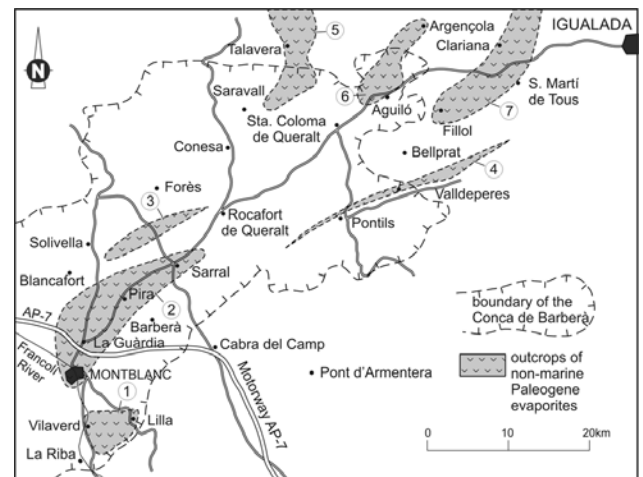 5
Argençola
IGUALADA
Clariana
Talavera
N
6
S. Martí
de Tous
Saravall
Aguiló
7
Sta. Coloma
de Queralt
Fillol
Conesa
Bellprat
4
Forès
Valldeperes
3
Rocafort
de Queralt
Pontils
Solivella
Sarral
Blancafort
boundary of the
Conca de Barberà
Pira
2
AP-7
Barberà
La Guàrdia
outcrops of
non-marine
Paleogene
evaporites
Francolí
River
Cabra del Camp
MONTBLANC
Pont d'Armentera
Motorway AP-7
1
Vilaverd
Lilla
La Riba
0
10
20km